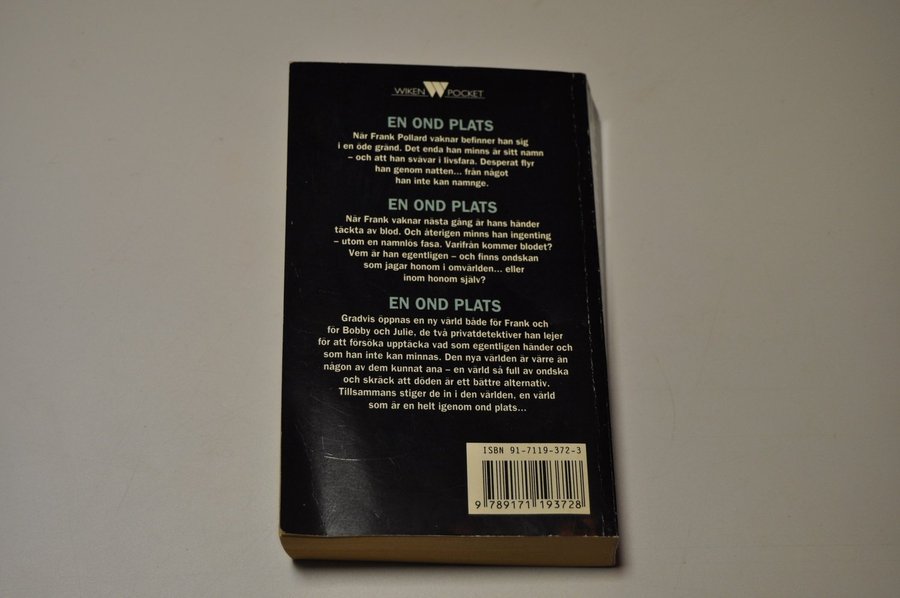 WIKEN W POCKET
EN OND PLATS
När Frank Pollard vaknar befinner han sig
i en öde gränd. Det enda han minns är sitt namn
– och att han svävar i livsfara. Desperat flyr
han genom natten... från något
han inte kan namnge.
EN OND PLATS
När Frank vaknar nästa gång är hans händer
täckta av blod. Och återigen minns han ingenting
– utom en namnlös fasa. Varifrån kommer blodet?
Vem är han egentligen – och finns ondskan
som jagar honom i omvärlden... eller
inom honom själv?
EN OND PLATS
Gradvis öppnas en ny värld både för Frank och
för Bobby och Julie, de två privatdetektiver han lejer
för att försöka upptäcka vad som egentligen händer och
som han inte kan minnas. Den nya världen är värre än
någon av dem kunnat ana – en värld så full av ondska
och skräck att döden är ett bättre alternativ.
Tillsammans stiger de in i den världen, en värld
som är en helt igenom ond plats...
ISBN 91-7119-372-3
9 789171 193728